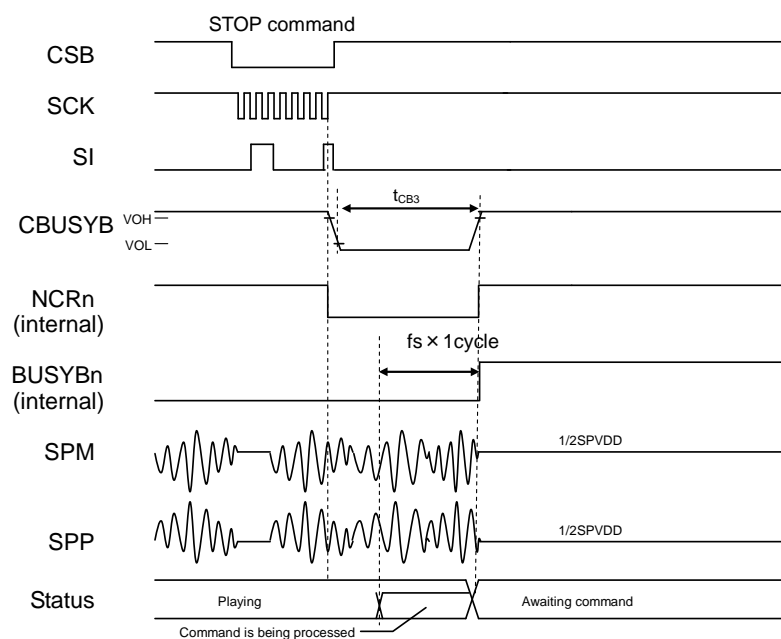 STOP command
CSB
SCK
SI
tCB3
VOH
CBUSYB
VOL
NCRn
(internal)
fs×1cycle
BUSYBn
(internal)
SPM
1/2SPVDD
SPP
1/2SPVDD
Status
Playing
Awaiting command
Command is being processed